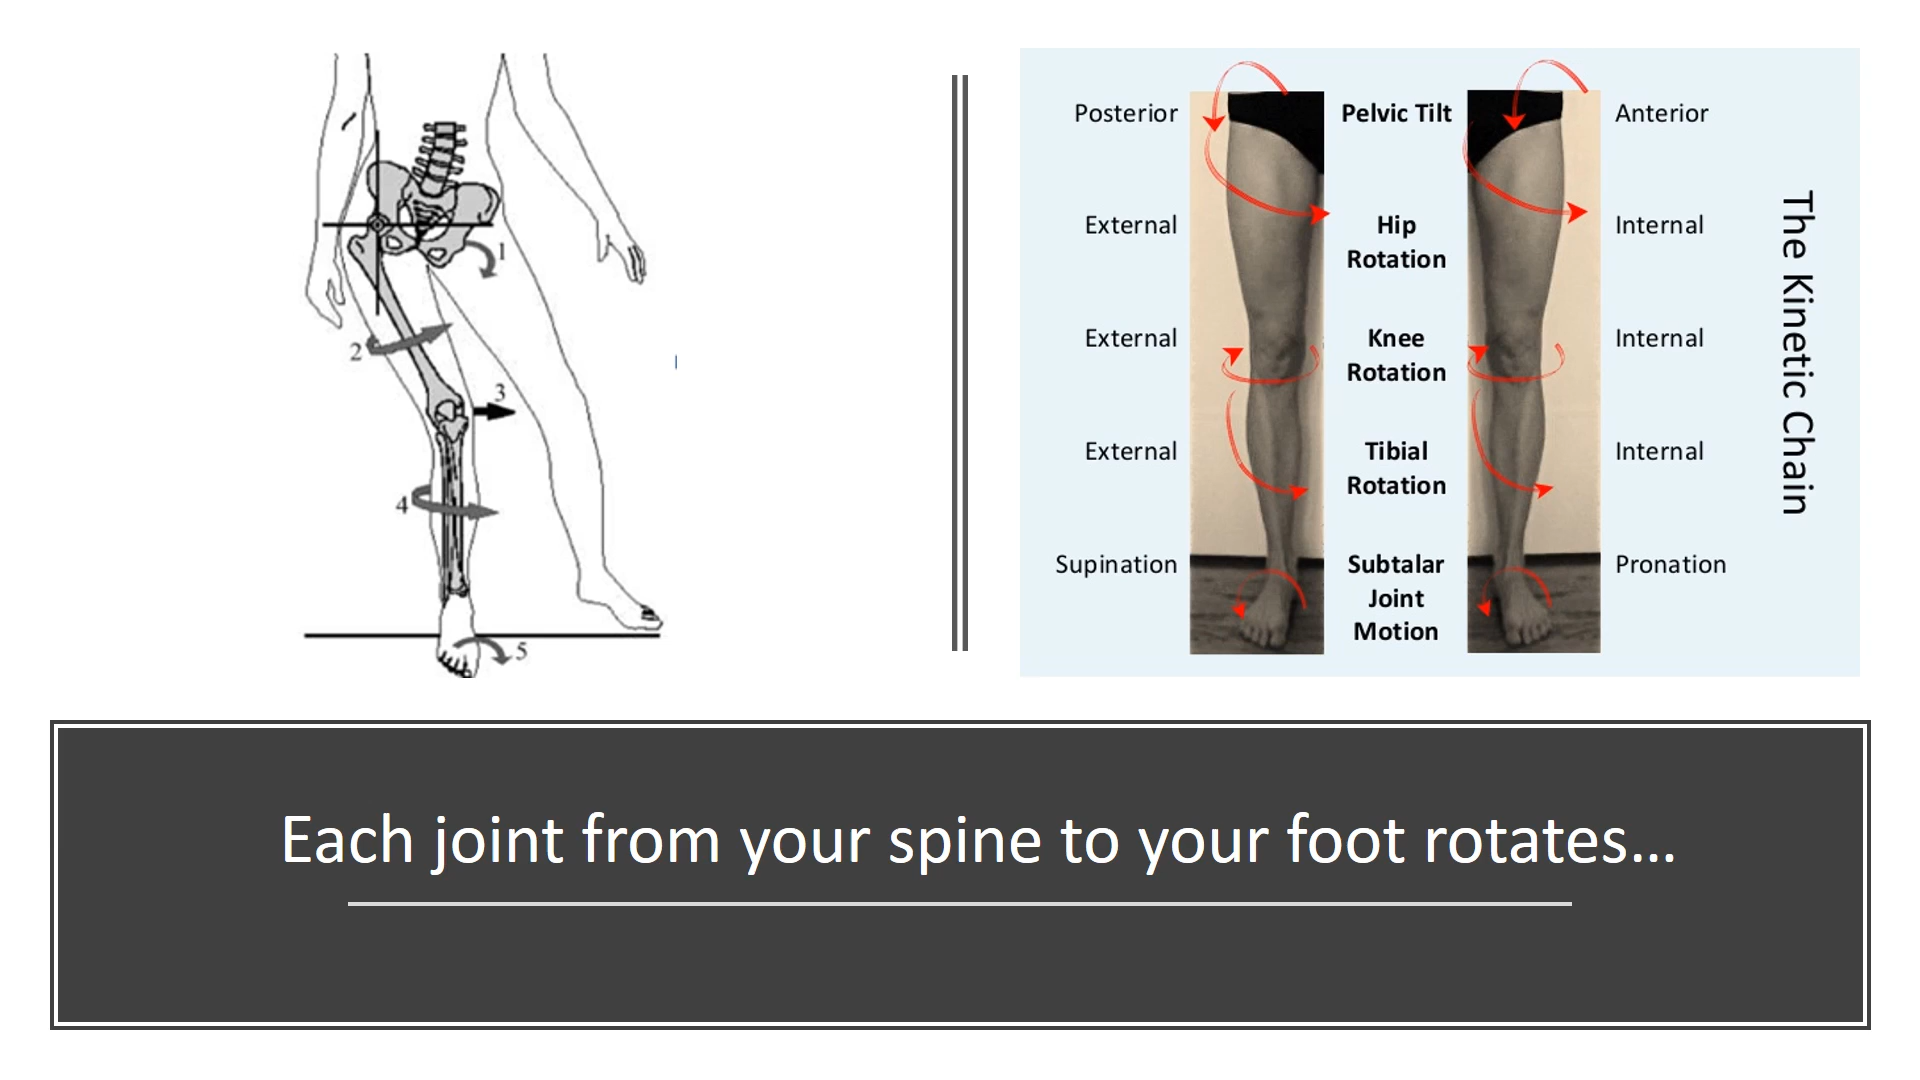 1
2
3
4
5
Posterior
Pelvic Tilt
Anterior
External
Hip
Rotation
Internal
External
Knee
Rotation
Internal
External
Tibial
Rotation
Internal
Supination
Subtalar
Joint
Motion
Pronation
The Kinetic Chain
Each joint from your spine to your foot rotates…